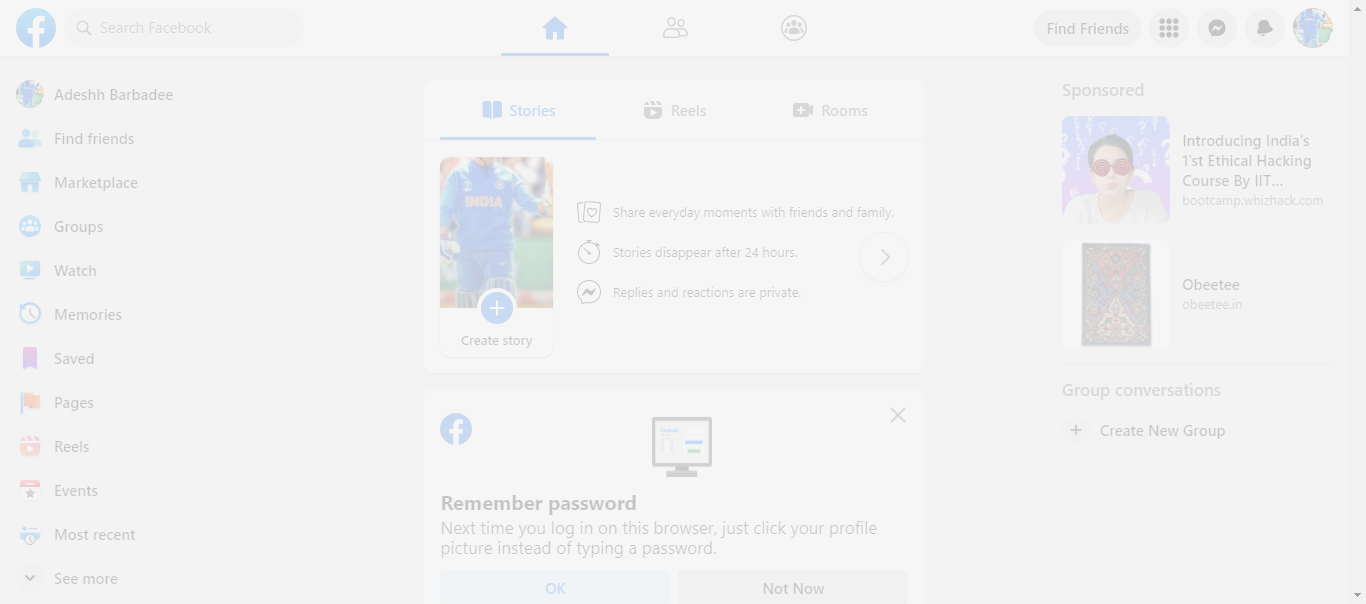 Search Facebook
Find Friends
Adeshh Barbadee
Find friends
Marketplace
Groups
Watch
Memories
Saved
Pages
Reels
Events
Most recent
See more
Stories
Reels
Rooms
INDIA
Create story
Share everyday moments with friends and family.
Stories disappear after 24 hours.
Replies and reactions are private.
Remember password
Next time you log in on this browser, just click your profile
picture instead of typing a password.
OK
Not Now
Sponsored
Introducing India's
1'st Ethical Hacking
Course By IIT...
bootcamp.whizhack.com
Obeetee
obeetee.in
Group conversations
Create New Group